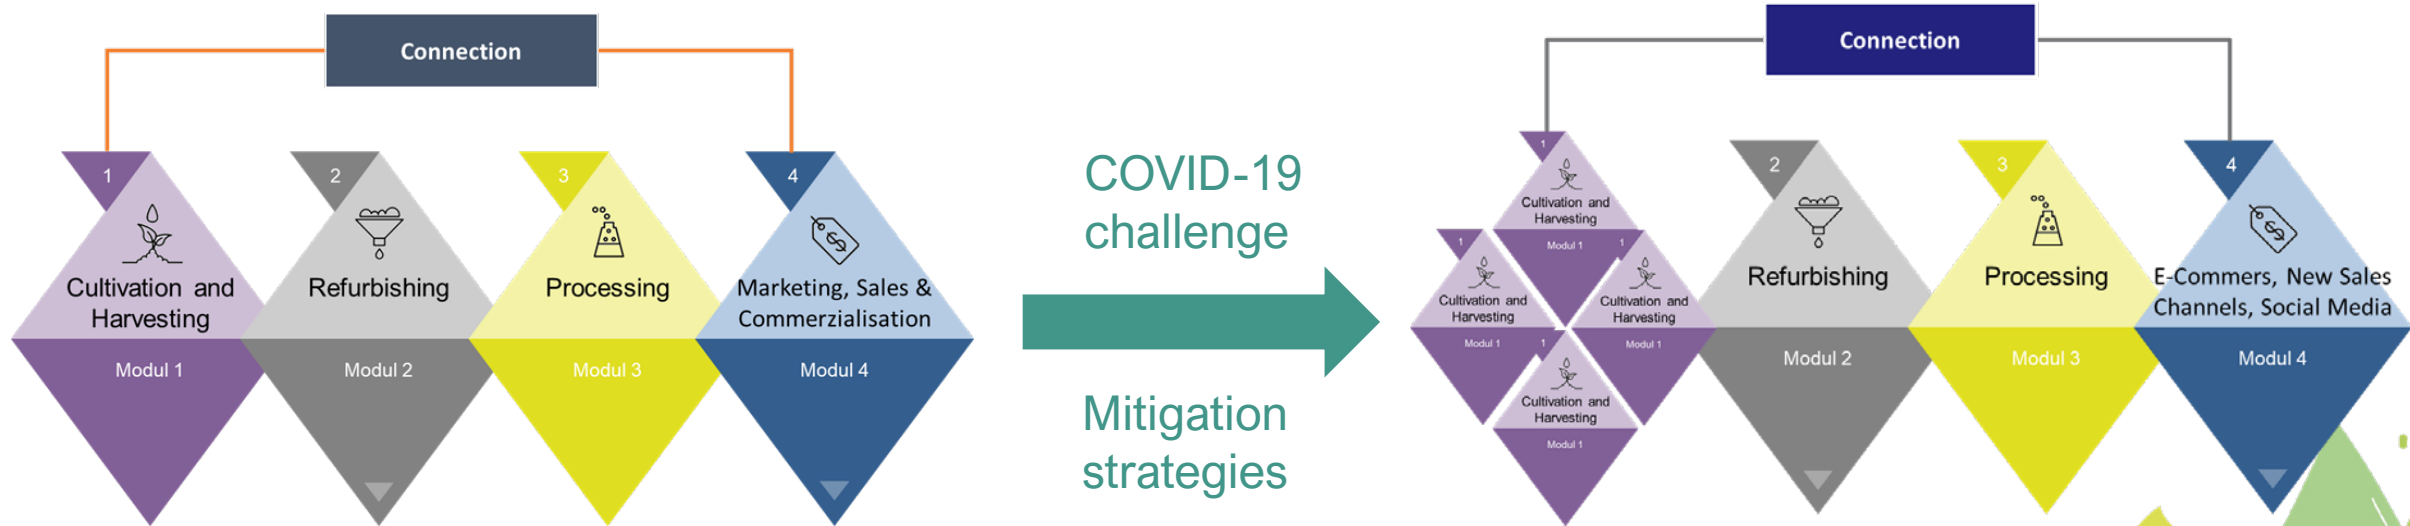 Connection
1
2
3
4
Cultivation and
Harvesting
Refurbishing
Processing
Marketing, Sales &
Commerzialisation
Modul 1
Modul 2
Modul 3
Modul 4
COVID-19
challenge
Mitigation
strategies
Connection
1
Cultivation and
Harvesting
Modul 1
1
Cultivation and
Harvesting
Modul 1
1
Cultivation and
Harvesting
Modul 1
1
Cultivation and
Harvesting
Modul 1
2
Refurbishing
Modul 2
3
Processing
Modul 3
4
E-Commers, New Sales
Channels, Social Media
Modul 4